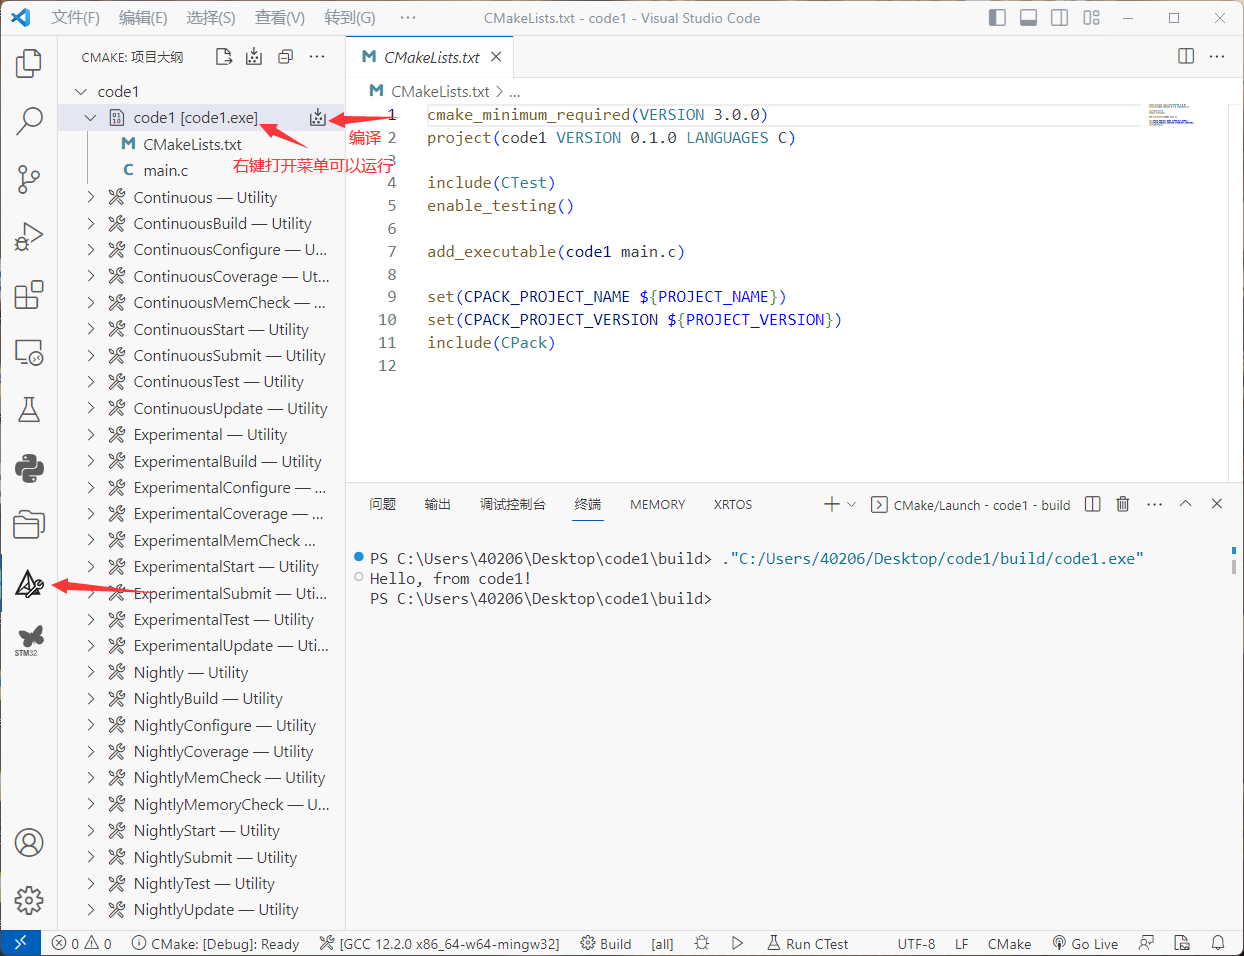 文件(F) 编辑(E) 选择(S) 查看(V) 转到(G) ··· CMakeLists.txt - code1 - Visual Studio Code
CMAKE: 项目大纲
CMakeLists.txt
code1
code1 [code1.exe]
CMakeLists.txt
main.c
编译
右键打开菜单可以运行
Continuous — Utility
ContinuousBuild — Utility
ContinuousConfigure — U...
ContinuousCoverage — Ut...
ContinuousMemCheck — ...
ContinuousStart — Utility
ContinuousSubmit — Utility
ContinuousTest — Utility
ContinuousUpdate — Utility
Experimental — Utility
ExperimentalBuild — Utility
ExperimentalConfigure — ...
ExperimentalCoverage — ...
ExperimentalMemCheck ...
ExperimentalStart — Utility
ExperimentalSubmit — Uti...
ExperimentalTest — Utility
ExperimentalUpdate — Uti...
Nightly — Utility
NightlyBuild — Utility
NightlyConfigure — Utility
NightlyCoverage — Utility
NightlyMemCheck — Utility
NightlyMemoryCheck — U...
NightlyStart — Utility
NightlySubmit — Utility
NightlyTest — Utility
NightlyUpdate — Utility
STM32
CMakeLists.txt > ...
1 cmake_minimum_required(VERSION 3.0.0)
2 project(code1 VERSION 0.1.0 LANGUAGES C)
3
4 include(CTest)
5 enable_testing()
6
7 add_executable(code1 main.c)
8
9 set(CPACK_PROJECT_NAME ${PROJECT_NAME})
10 set(CPACK_PROJECT_VERSION ${PROJECT_VERSION})
11 include(CPack)
12
问题 输出 调试控制台 终端 MEMORY XRTOS CMake/Launch - code1 - build
PS C:\Users\40206\Desktop\code1\build> ."C:/Users/40206/Desktop/code1/build/code1.exe"
Hello, from code1!
PS C:\Users\40206\Desktop\code1\build>
0 0 CMake: [Debug]: Ready [GCC 12.2.0 x86_64-w64-mingw32] Build [all] Run CTest UTF-8 LF CMake Go Live